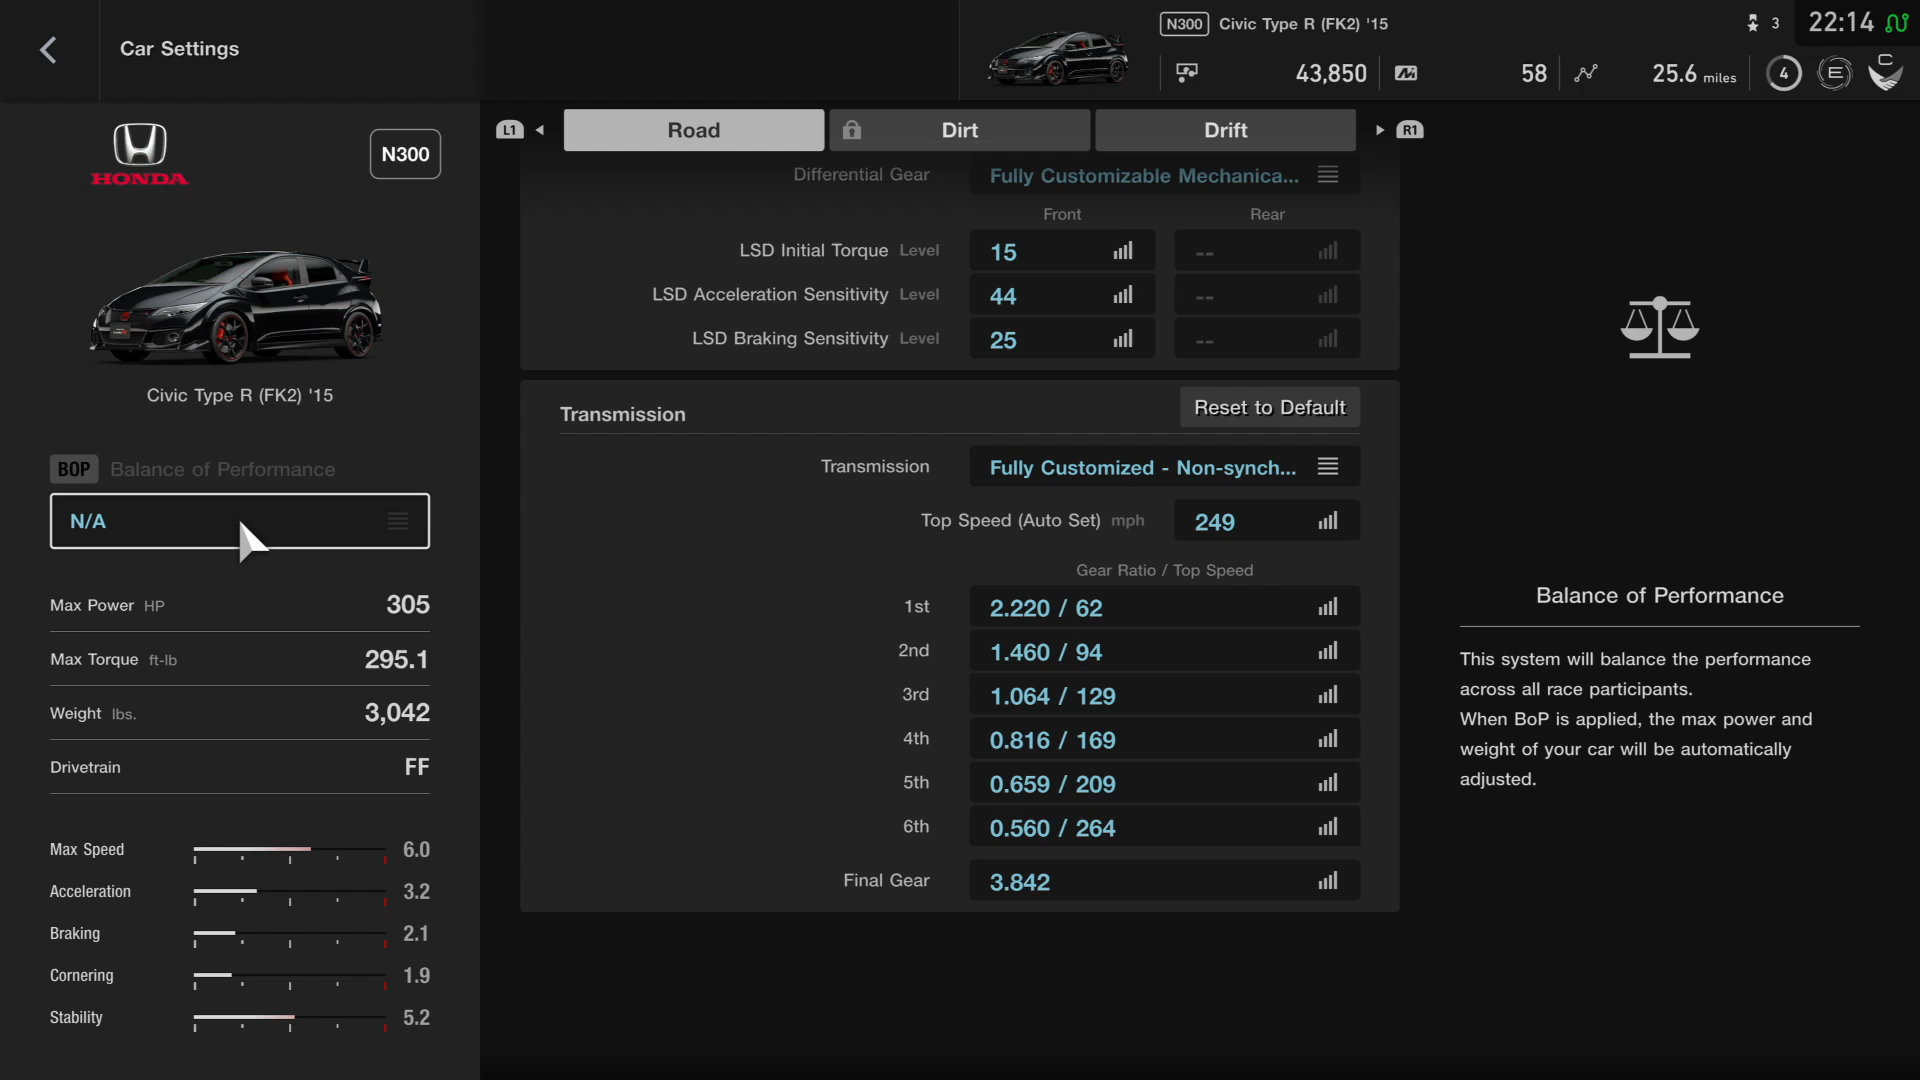 Car Settings
N300 Civic Type R (FK2) '15
3
22:14
43,850
58
25.6 miles
4
E
C
HONDA
N300
Civic Type R (FK2) '15
BOP Balance of Performance
N/A
Max Power HP 305
Max Torque ft-lb 295.1
Weight lbs. 3,042
Drivetrain FF
Max Speed 6.0
Acceleration 3.2
Braking 2.1
Cornering 1.9
Stability 5.2
L1 Road Dirt Drift R1
Differential Gear Fully Customizable Mechanica...
Front Rear
LSD Initial Torque Level 15 --
LSD Acceleration Sensitivity Level 44 --
LSD Braking Sensitivity Level 25 --
Transmission Reset to Default
Transmission Fully Customized - Non-synch...
Top Speed (Auto Set) mph 249
Gear Ratio / Top Speed
1st 2.220 / 62
2nd 1.460 / 94
3rd 1.064 / 129
4th 0.816 / 169
5th 0.659 / 209
6th 0.560 / 264
Final Gear 3.842
Balance of Performance
This system will balance the performance
across all race participants.
When BoP is applied, the max power and
weight of your car will be automatically
adjusted.